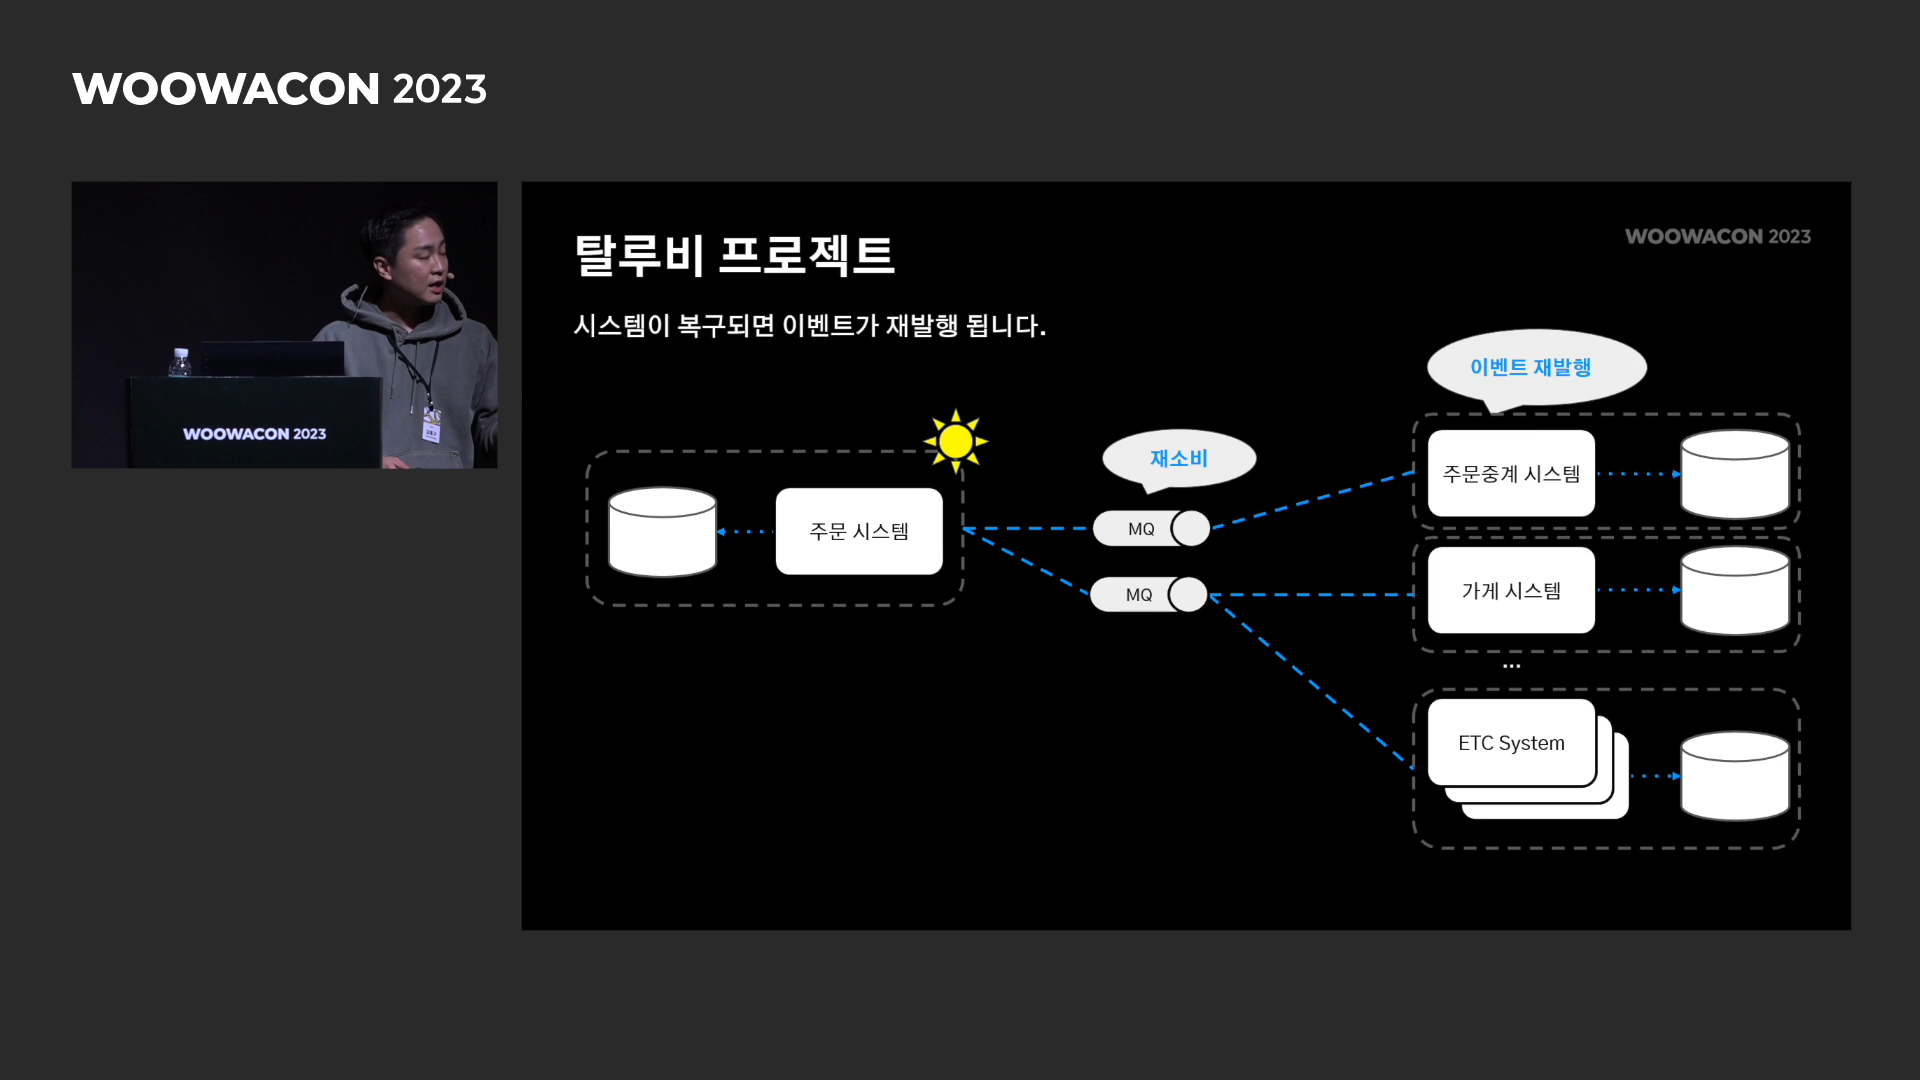 WOOWACON 2023
WOOWACON 2023
탈루비 프로젝트
WOOWACON 2023
시스템이 복구되면 이벤트가 재발행 됩니다.
이벤트 재발행
재소비
주문 시스템
MQ
MQ
주문중계 시스템
가게 시스템
...
ETC System